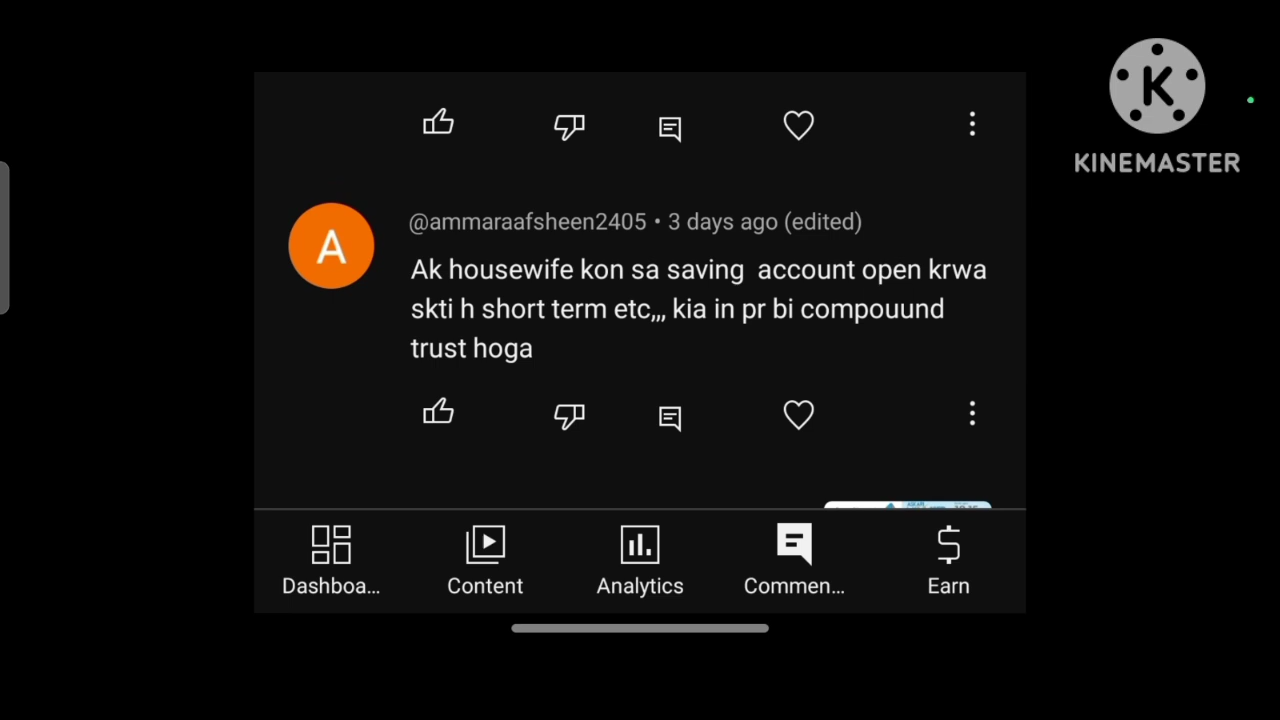 K
KINEMASTER
A
@ammaraafsheen2405 • 3 days ago (edited)
Ak housewife kon sa saving account open krwa
skti h short term etc,,, kia in pr bi compouund
trust hoga
Dashboa...
Content
Analytics
Commen...
Earn